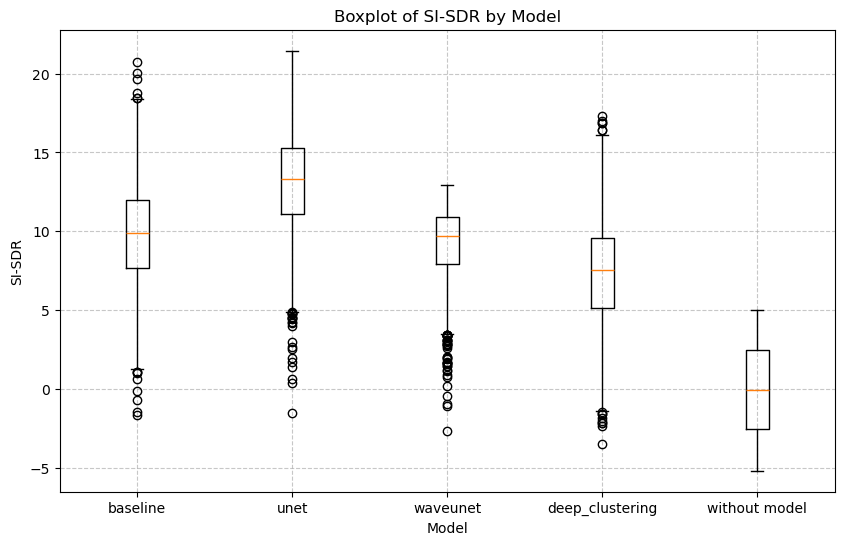 Boxplot of SI-SDR by Model
SI-SDR
20
15
10
5
0
−5
baseline
unet
waveunet
deep_clustering
without model
Model